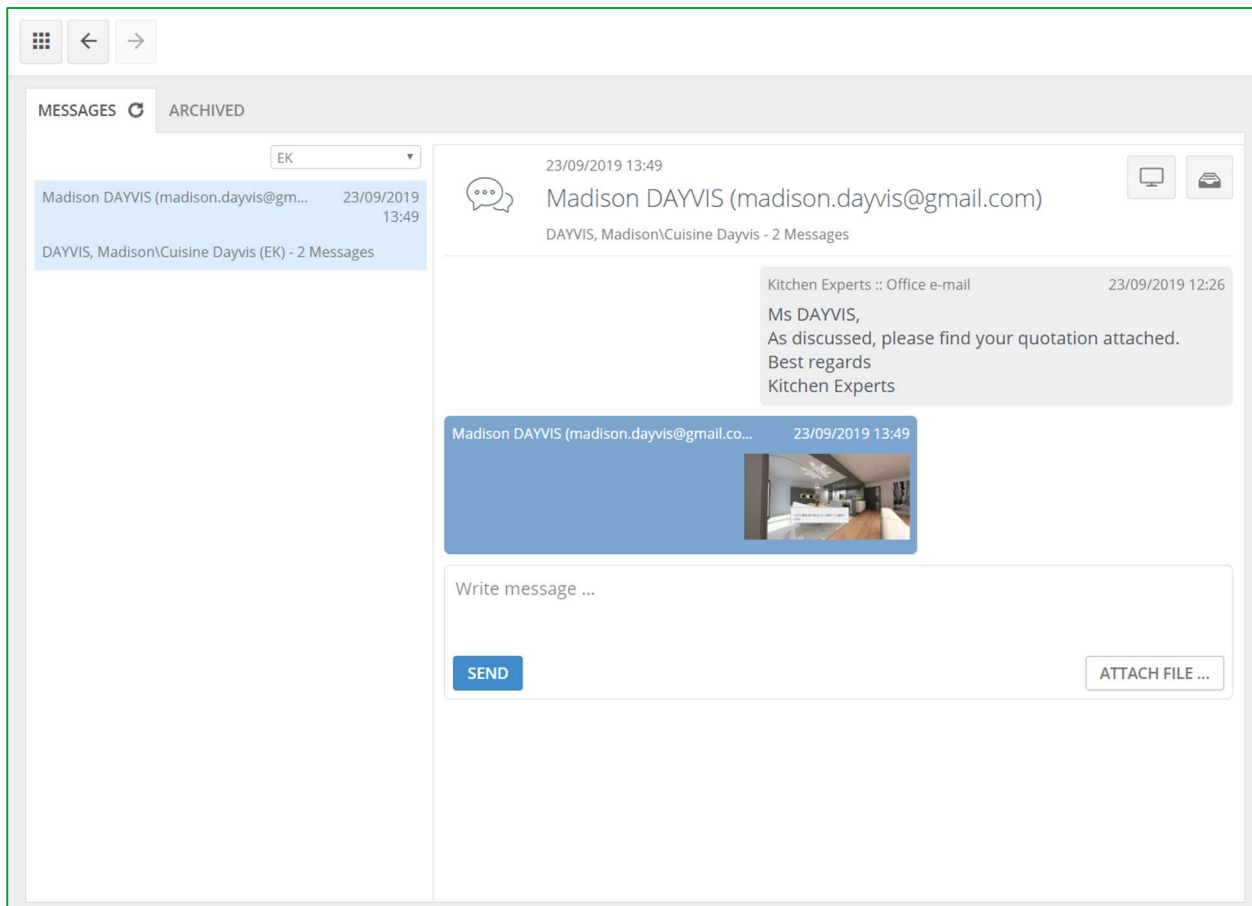 MESSAGES
ARCHIVED
EK
Madison DAYVIS (madison.dayvis@gm...
23/09/2019
13:49
DAYVIS, Madison\Cuisine Dayvis (EK) - 2 Messages
23/09/2019 13:49
Madison DAYVIS (madison.dayvis@gmail.com)
DAYVIS, Madison\Cuisine Dayvis - 2 Messages
Kitchen Experts :: Office e-mail
23/09/2019 12:26
Ms DAYVIS,
As discussed, please find your quotation attached.
Best regards
Kitchen Experts
Madison DAYVIS (madison.dayvis@gmail.co...
23/09/2019 13:49
Write message ...
SEND
ATTACH FILE ...